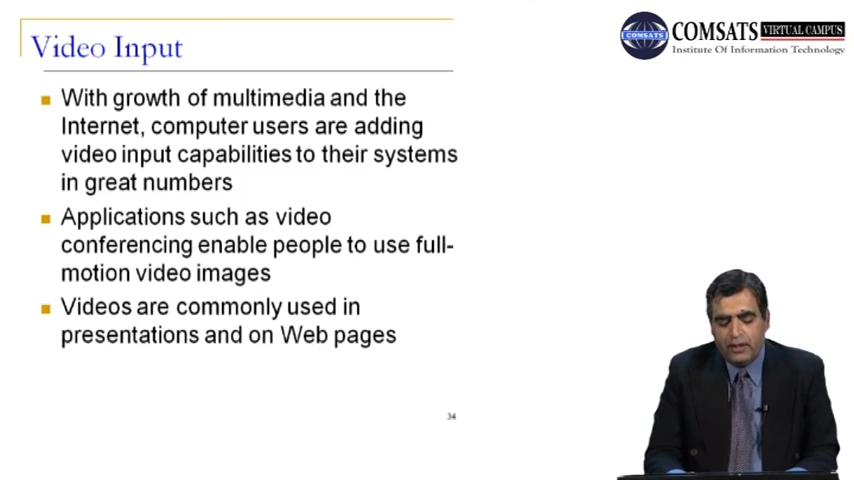 Video Input
COMSATS VIRTUAL CAMPUS
Institute Of Information Technology
COMSATS
With growth of multimedia and the
Internet, computer users are adding
video input capabilities to their systems
in great numbers
Applications such as video
conferencing enable people to use full-
motion video images
Videos are commonly used in
presentations and on Web pages
34